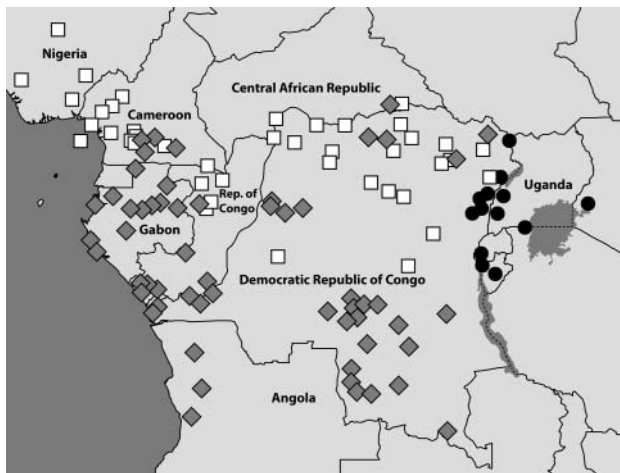 Nigeria
Central African Republic
Cameroon
Uganda
Rep. of
Congo
Gabon
Democratic Republic of Congo
Angola